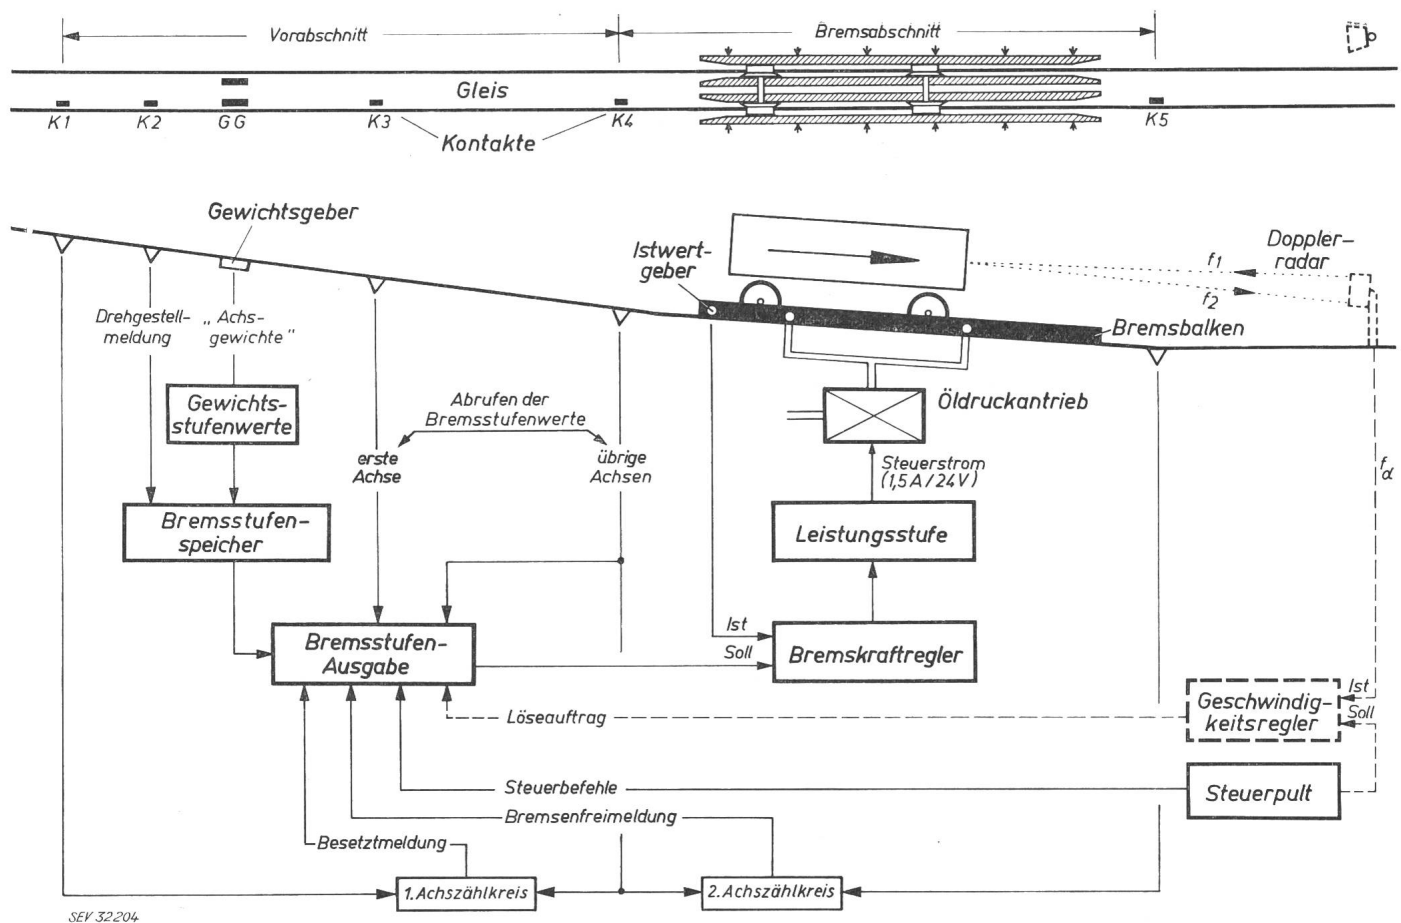 Vorabschnitt
Bremsabschnitt
Gleis
K1
K2
GG
K3
K4
K5
Kontakte
Gewichtsgeber
Istwert-
geber
Doppler-
radar
f1
f2
Bremsbalken
Drehgestell-
meldung
„Achs-
gewichte"
Gewichts-
stufenwerte
Abrufen der
Bremsstufenwerte
erste
Achse
übrige
Achsen
Öldruckantrieb
Steuerstrom
(1,5A/24V)
fα
Bremsstufen-
speicher
Leistungsstufe
Bremsstufen-
Ausgabe
Ist
Soll
Bremskraftregler
Ist
Soll
Geschwindig-
keitsregler
Löseauftrag
Steuerbefehle
Steuerpult
Bremsenfreimeldung
Besetztmeldung
1.Achszählkreis
2.Achszählkreis
SEV 32204